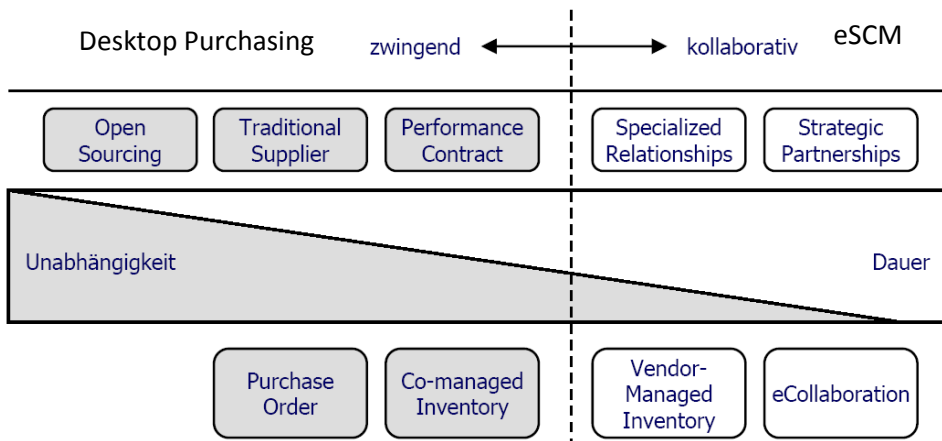 Desktop Purchasing zwingend kollaborativ eSCM
Open
Sourcing
Traditional
Supplier
Performance
Contract
Specialized
Relationships
Strategic
Partnerships
Unabhängigkeit
Dauer
Purchase
Order
Co-managed
Inventory
Vendor-
Managed
Inventory
eCollaboration